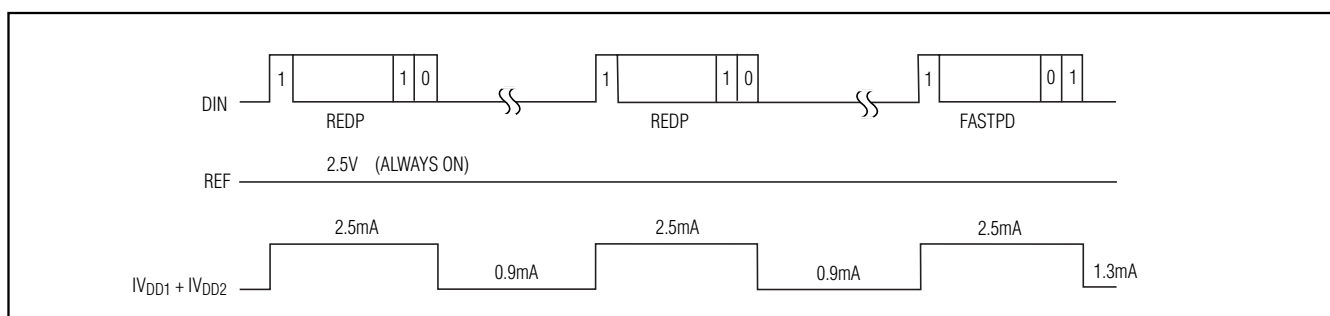 1 1 0 1 1 0 1 0 1
DIN
REDP REDP FASTPD
2.5V (ALWAYS ON)
REF
2.5mA 2.5mA 2.5mA
0.9mA 0.9mA 1.3mA
IVDD1 + IVDD2